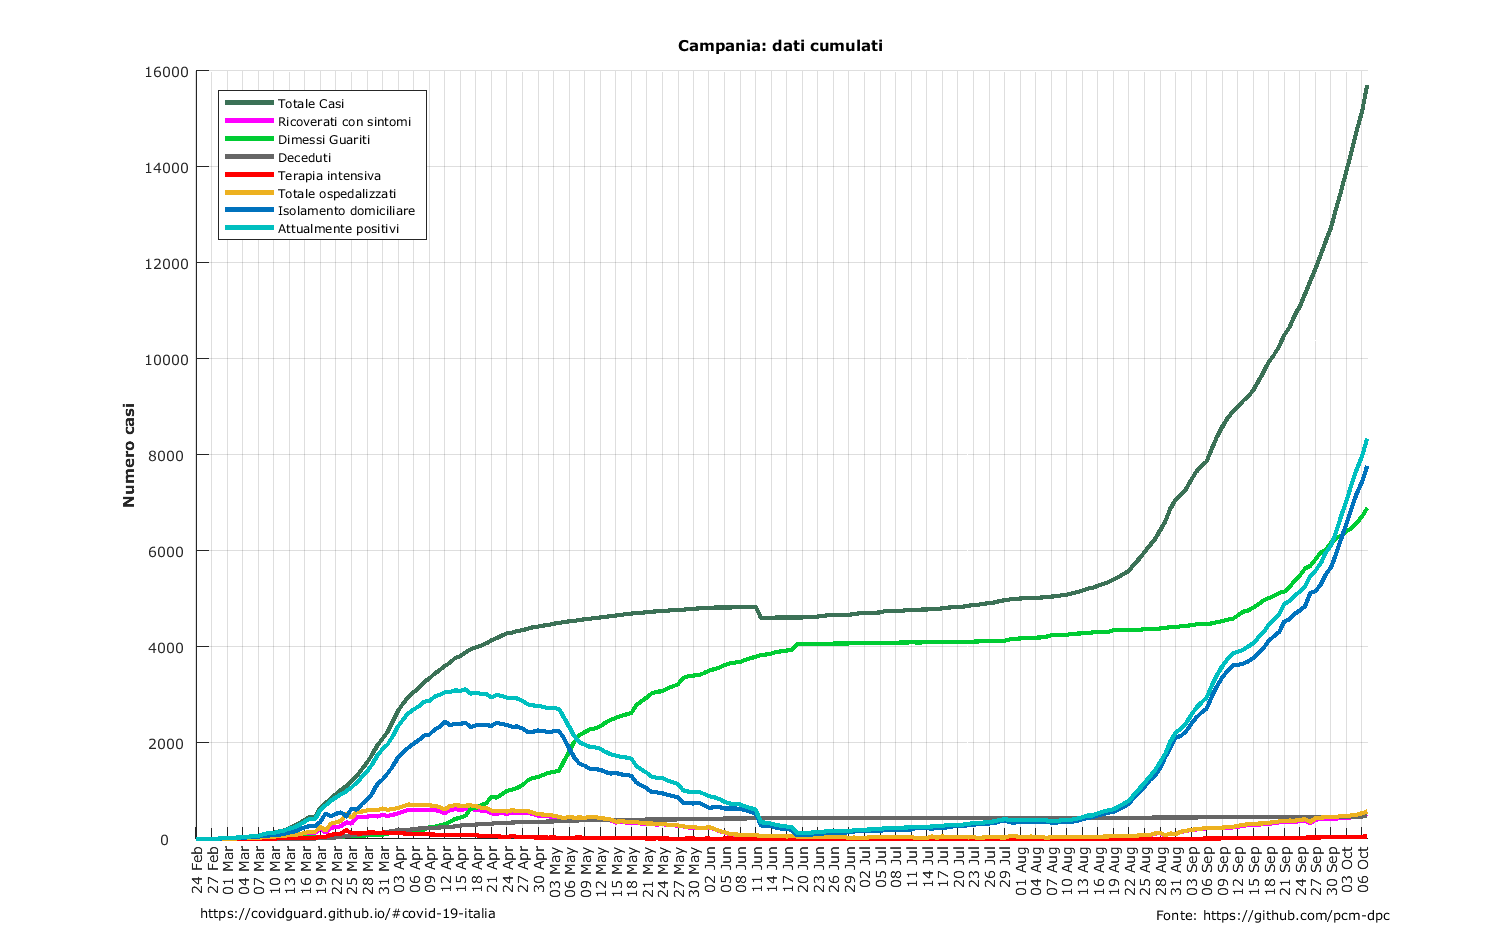 Campania: dati cumulati
Numero casi
16000
14000
12000
10000
8000
6000
4000
2000
0
Totale Casi
Ricoverati con sintomi
Dimessi Guariti
Deceduti
Terapia intensiva
Totale ospedalizzati
Isolamento domiciliare
Attualmente positivi
24 Feb
27 Feb
01 Mar
04 Mar
07 Mar
10 Mar
13 Mar
16 Mar
19 Mar
22 Mar
25 Mar
28 Mar
31 Mar
03 Apr
06 Apr
09 Apr
12 Apr
15 Apr
18 Apr
21 Apr
24 Apr
27 Apr
30 Apr
03 May
06 May
09 May
12 May
15 May
18 May
21 May
24 May
27 May
30 May
02 Jun
05 Jun
08 Jun
11 Jun
14 Jun
17 Jun
20 Jun
23 Jun
26 Jun
29 Jun
02 Jul
05 Jul
08 Jul
11 Jul
14 Jul
17 Jul
20 Jul
23 Jul
26 Jul
29 Jul
01 Aug
04 Aug
07 Aug
10 Aug
13 Aug
16 Aug
19 Aug
22 Aug
25 Aug
28 Aug
31 Aug
03 Sep
06 Sep
09 Sep
12 Sep
15 Sep
18 Sep
21 Sep
24 Sep
27 Sep
30 Sep
03 Oct
06 Oct
https://covidguard.github.io/#covid-19-italia
Fonte: https://github.com/pcm-dpc